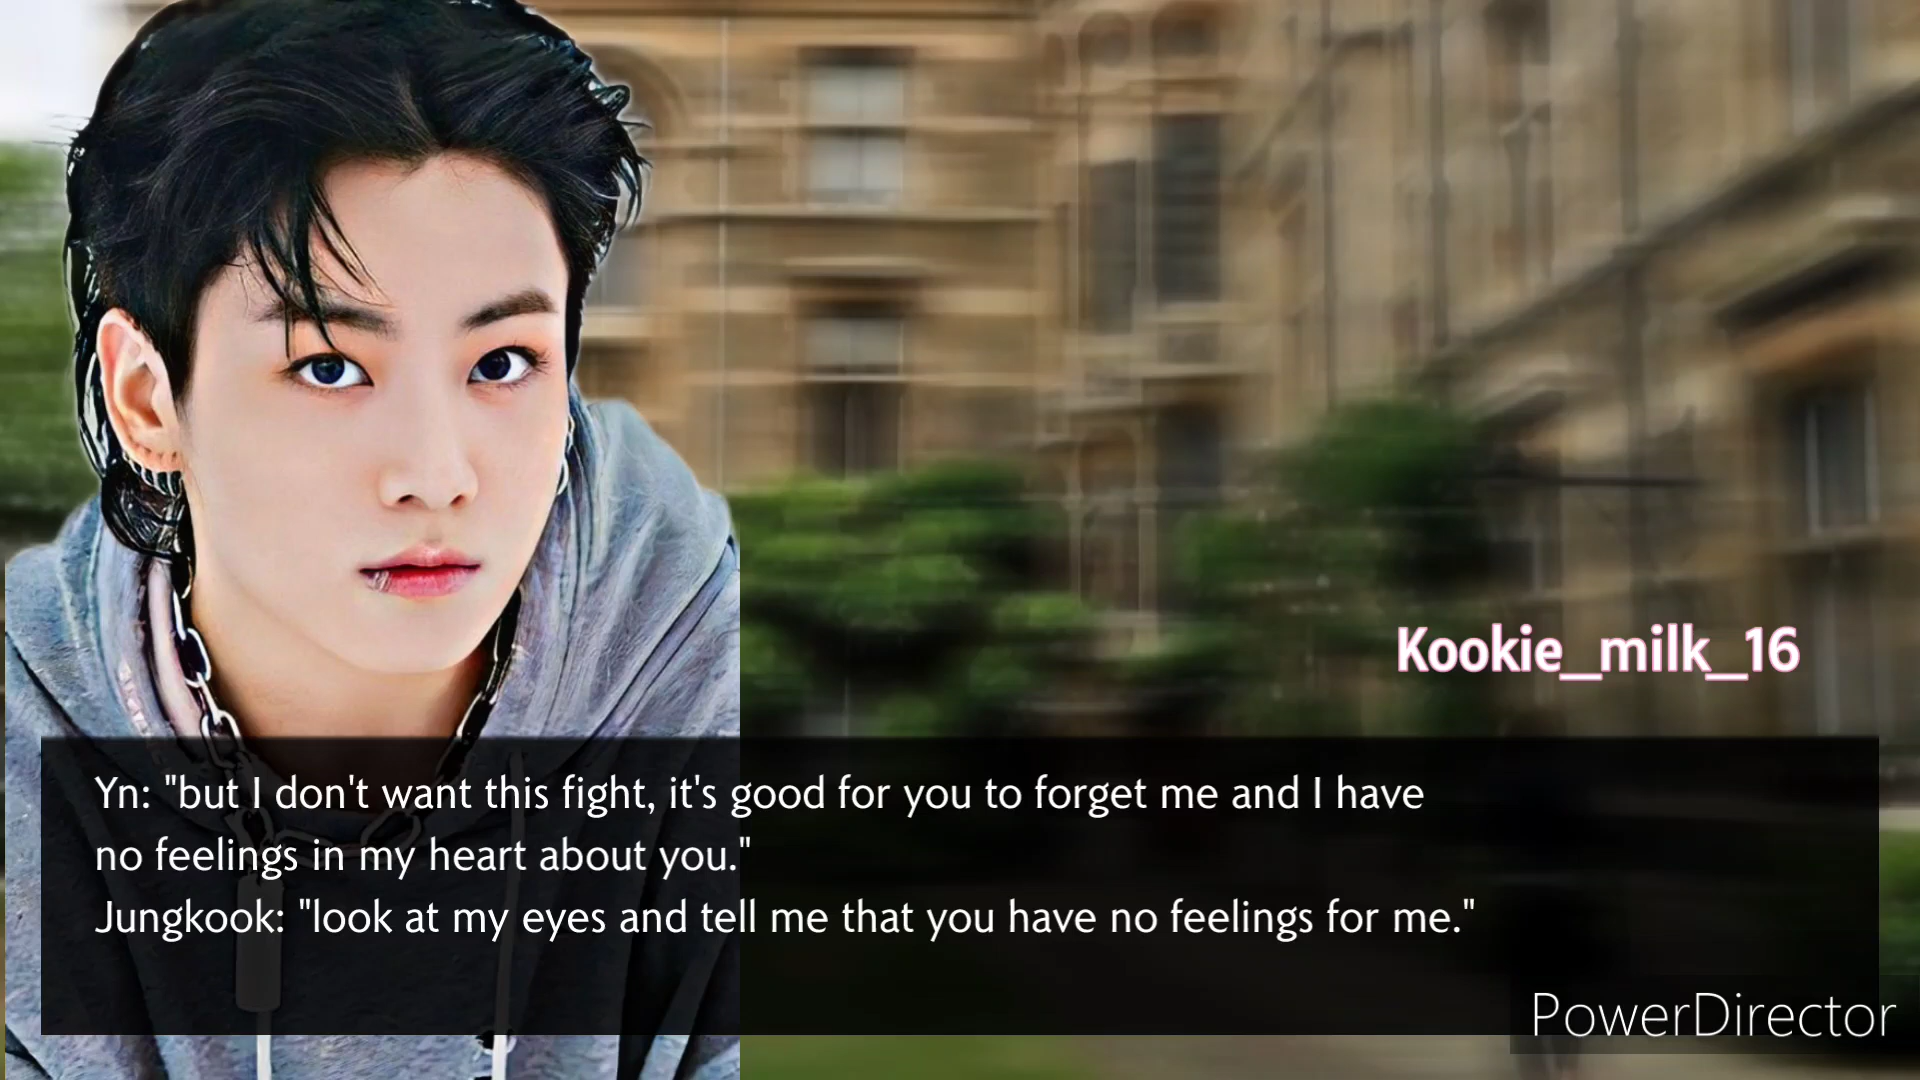 Kookie_milk_16
Yn: "but I don't want this fight, it's good for you to forget me and I have
no feelings in my heart about you."
Jungkook: "look at my eyes and tell me that you have no feelings for me."
PowerDirector